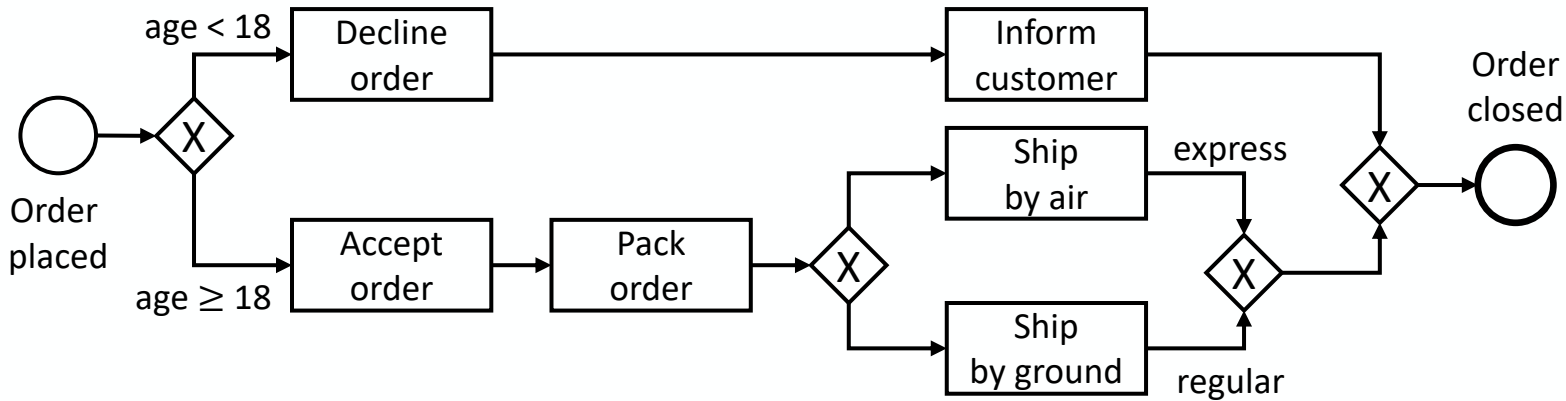 age < 18
Decline
order
Inform
customer
Order
closed
X
Order
placed
Ship
by air
express
X
age ≥ 18
Accept
order
Pack
order
X
X
Ship
by ground
regular